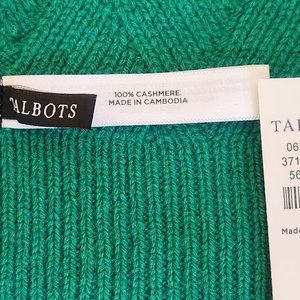 TALBOTS
100% CASHMERE.
MADE IN CAMBODIA
TAL
06
371
56
Made